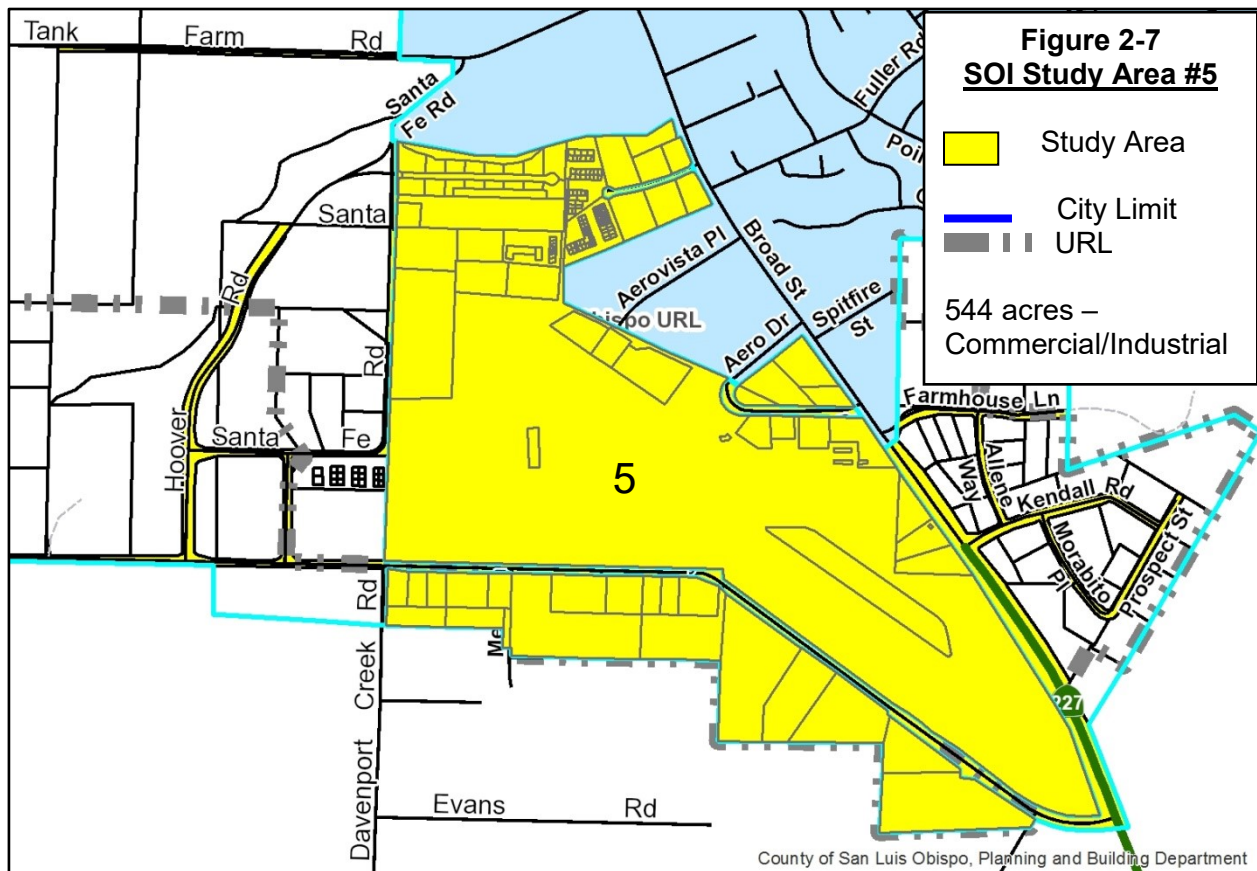 Tank Farm Rd
Figure 2-7
SOI Study Area #5
Study Area
City Limit
URL
544 acres –
Commercial/Industrial
Santa
Fe Rd
Fuller Rd
Santa
Rd
Rd
Hoover
Santa Fe
Aerovista Pl
Broad St
Spitfire
St
Aero Dr
URL
5
Farmhouse Ln
Allene
Way
Kendall Rd
Morabito
Pl
Prospect St
227
Rd
Creek
Davenport
Evans Rd
County of San Luis Obispo, Planning and Building Department